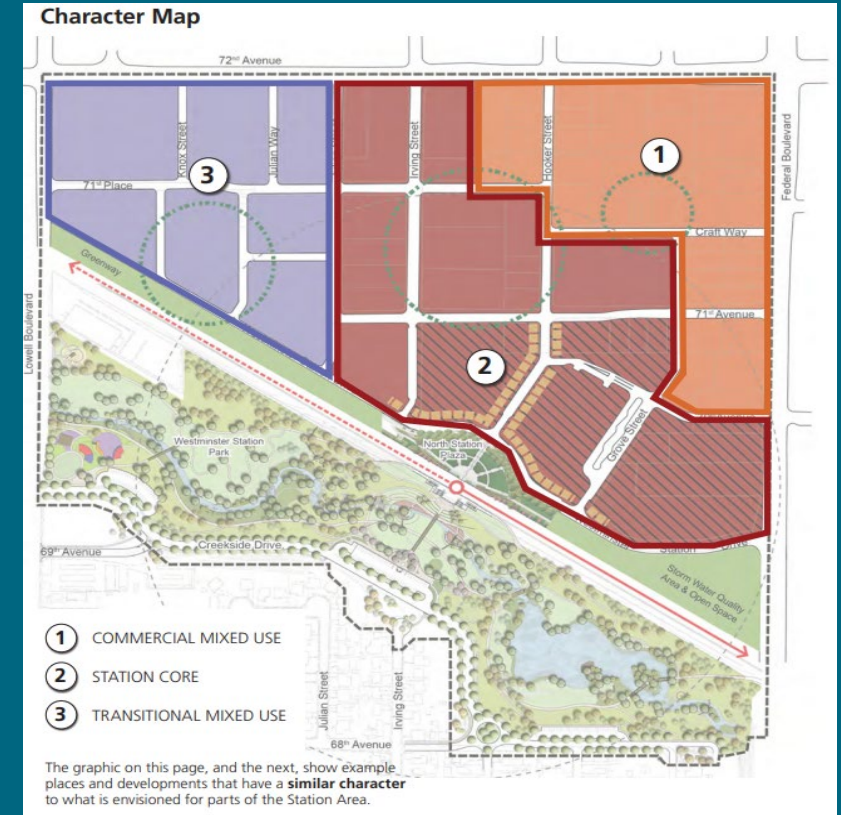 Character Map
72nd Avenue
Knox Street
Julian Way
Irving Street
Hooker Street
Federal Boulevard
1
3
71st Place
Craft Way
Greenway
71st Avenue
Lowell Boulevard
2
Grove Street
Westminster Station
Park
North Station
Plaza
Station Drive
69th Avenue
Creekside Drive
Storm Water Quality
Area & Open Space
1 COMMERCIAL MIXED USE
2 STATION CORE
3 TRANSITIONAL MIXED USE
Julian Street
Irving Street
68th Avenue
The graphic on this page, and the next, show example
places and developments that have a similar character
to what is envisioned for parts of the Station Area.